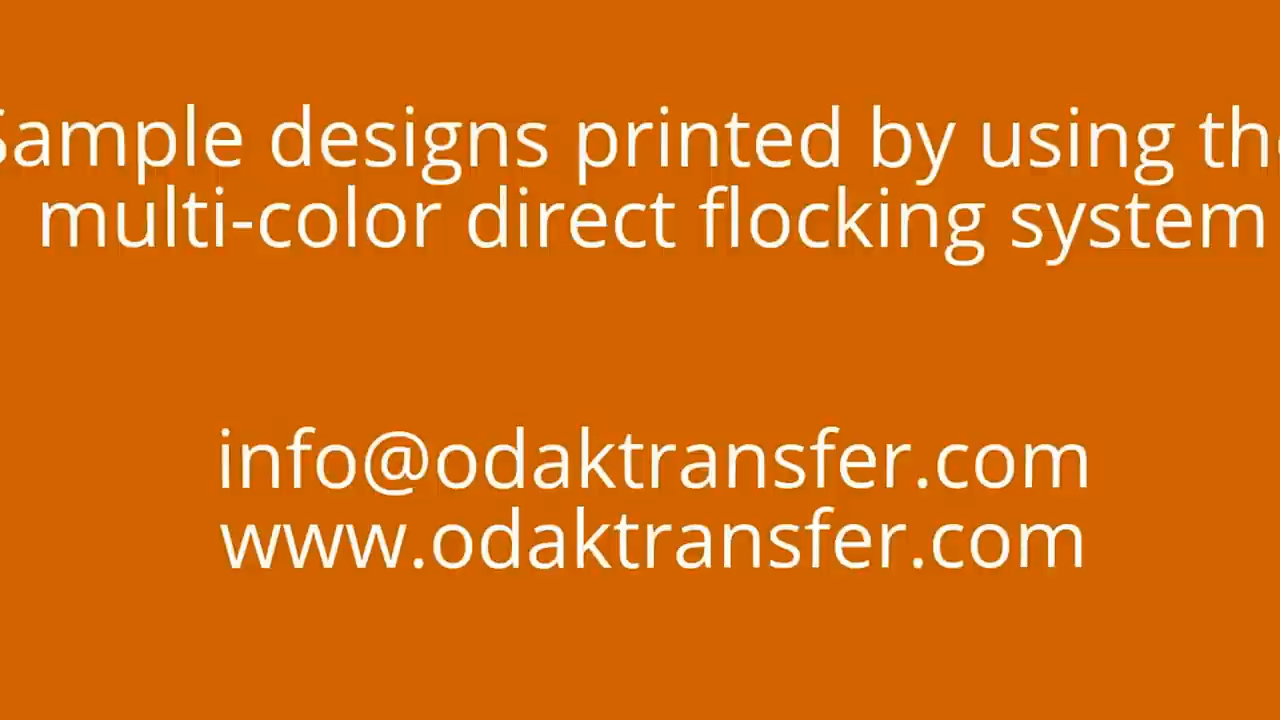 Sample designs printed by using the
multi-color direct flocking system
info@odaktransfer.com
www.odaktransfer.com